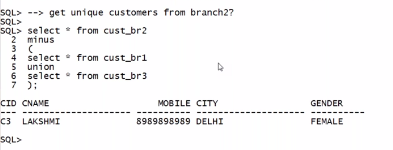 SQL> --> get unique customers from branch2?
SQL>
SQL> select * from cust_br2
2 minus
3 (
4 select * from cust_br1
5 union
6 select * from cust_br3
7 );
CID CNAME MOBILE CITY GENDER
--- ---------------------- ---------- -------------------- ----------
C3 LAKSHMI 8989898989 DELHI FEMALE
SQL>